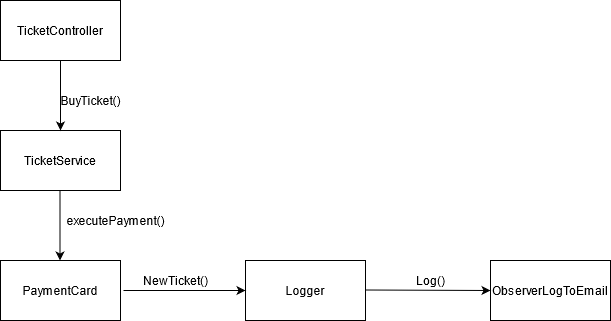 TicketController
BuyTicket()
TicketService
executePayment()
PaymentCard
NewTicket()
Logger
Log()
ObserverLogToEmail